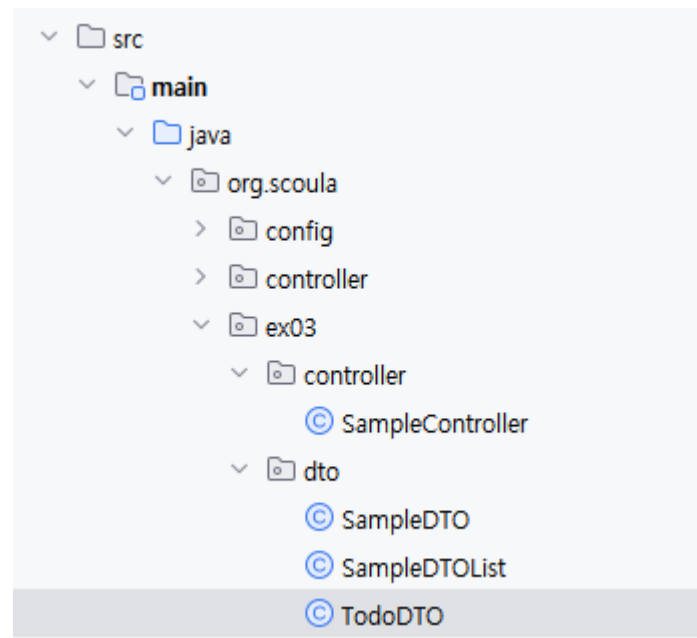 src
main
java
org.scoula
config
controller
ex03
controller
SampleController
dto
SampleDTO
SampleDTOList
TodoDTO